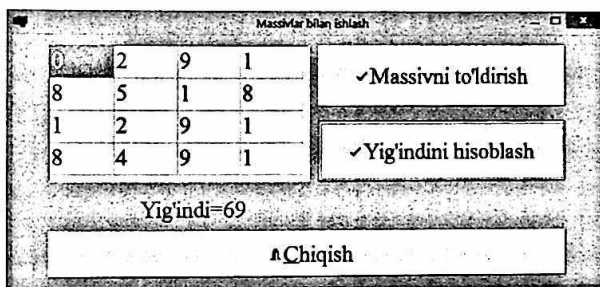 Massivlar bilan ishlash
0 2 9 1
8 5 1 8
1 2 9 1
8 4 9 1
Massivni to'ldirish
Yig'indini hisoblash
Yig'indi=69
Chiqish